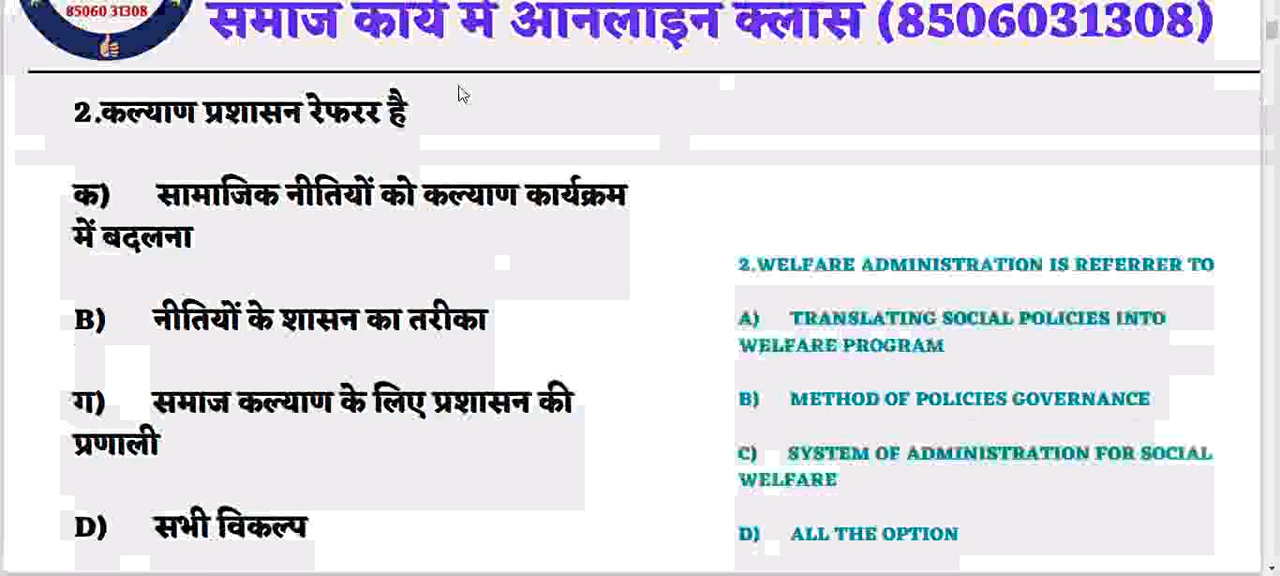 85060 31308
समाज कार्य में ऑनलाइन क्लास (8506031308)
2.कल्याण प्रशासन रेफरर है
क) सामाजिक नीतियों को कल्याण कार्यक्रम
में बदलना
B) नीतियों के शासन का तरीका
ग) समाज कल्याण के लिए प्रशासन की
प्रणाली
D) सभी विकल्प
2.WELFARE ADMINISTRATION IS REFERRER TO
A) TRANSLATING SOCIAL POLICIES INTO
WELFARE PROGRAM
B) METHOD OF POLICIES GOVERNANCE
C) SYSTEM OF ADMINISTRATION FOR SOCIAL
WELFARE
D) ALL THE OPTION